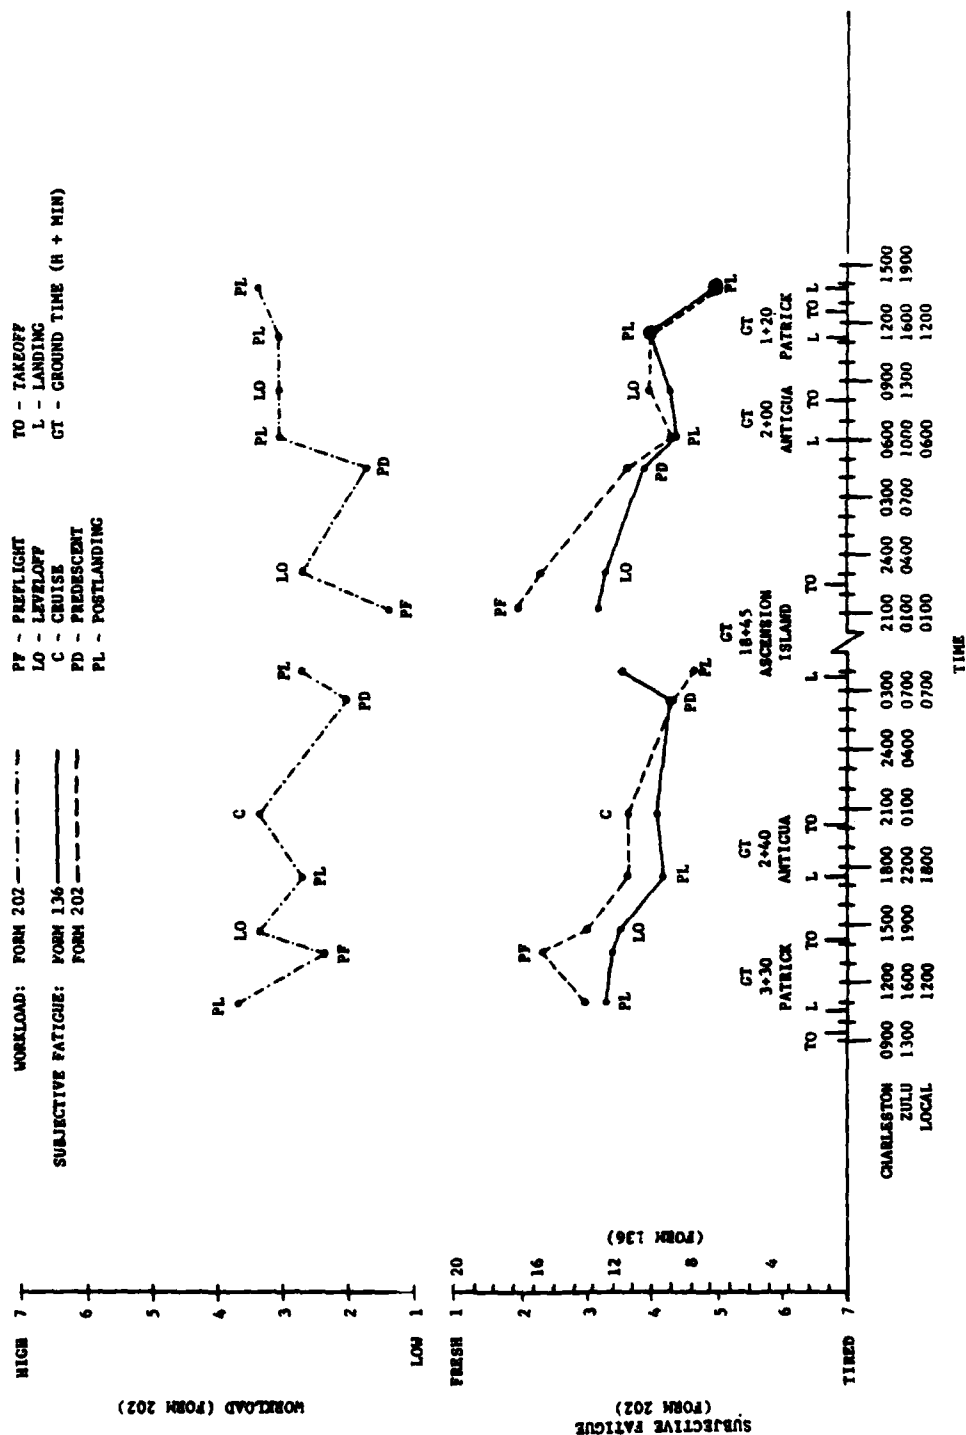 WORKLOAD: FORM 202
SUBJECTIVE FATIGUE: FORM 136
FORM 202
PF - PREFLIGHT
LO - LEVELOFF
C - CRUISE
PD - PREDESCENT
PL - POSTLANDING
TO - TAKEOFF
L - LANDING
GT - GROUND TIME (H + MIN)
WORKLOAD (FORM 202)
HIGH 7
6
5
4
3
2
LOW 1
PL
PF
LO
PL
C
PD
PL
PF
LO
PD
PL
LO
PL
PL
SUBJECTIVE FATIGUE
(FORM 202)
(FORM 136)
FRESH 1 20
2 16
3 12
4 8
5
6 4
TIRED 7
PL
PF
LO
PL
C
PD
PL
PF
LO
PD
PL
LO
PL
PL
GT GT GT GT GT
3+30 2+40 18+45 2+00 1+20
PATRICK ANTIGUA ASCENSION ANTIGUA PATRICK
ISLAND
TO L TO L TO L TO L TO L TO L
CHARLESTON 0900 1200 1500 1800 2100 2400 0300 2100 2400 0300 0600 0900 1200 1500
ZULU 1300 1600 1900 2200 0100 0400 0700 0100 0400 0700 1000 1300 1600 1900
LOCAL 1200 1800 0700 0100 0600 1200
TIME